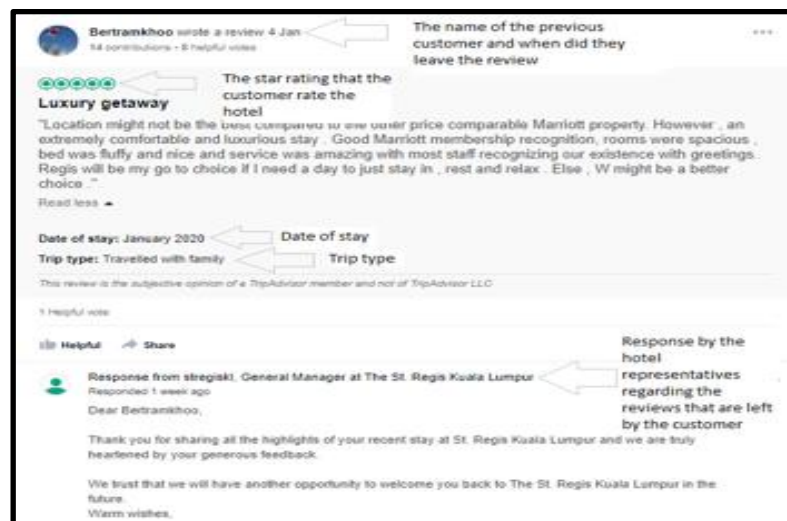 Bertramkhoo wrote a review 4 Jan
14 contributions • 8 helpful votes
The name of the previous
customer and when did they
leave the review
The star rating that the
customer rate the
hotel
Luxury getaway
"Location might not be the best compared to the other price comparable Marriott property. However , an
extremely comfortable and luxurious stay . Good Marriott membership recognition, rooms were spacious ,
bed was fluffy and nice and service was amazing with most staff recognizing our existence with greetings.
Regis will be my go to choice if I need a day to just stay in , rest and relax . Else , W might be a better
choice ."
Read less
Date of stay: January 2020
Date of stay
Trip type: Travelled with family
Trip type
This review is the subjective opinion of a TripAdvisor member and not of TripAdvisor LLC
1 Helpful vote
Helpful
Share
Response from stregiskl, General Manager at The St. Regis Kuala Lumpur
Responded 1 week ago
Response by the
hotel
representatives
regarding the
reviews that are left
by the customer
Dear Bertramkhoo,
Thank you for sharing all the highlights of your recent stay at St. Regis Kuala Lumpur and we are truly
heartened by your generous feedback.
We trust that we will have another opportunity to welcome you back to The St. Regis Kuala Lumpur in the
future.
Warm wishes,